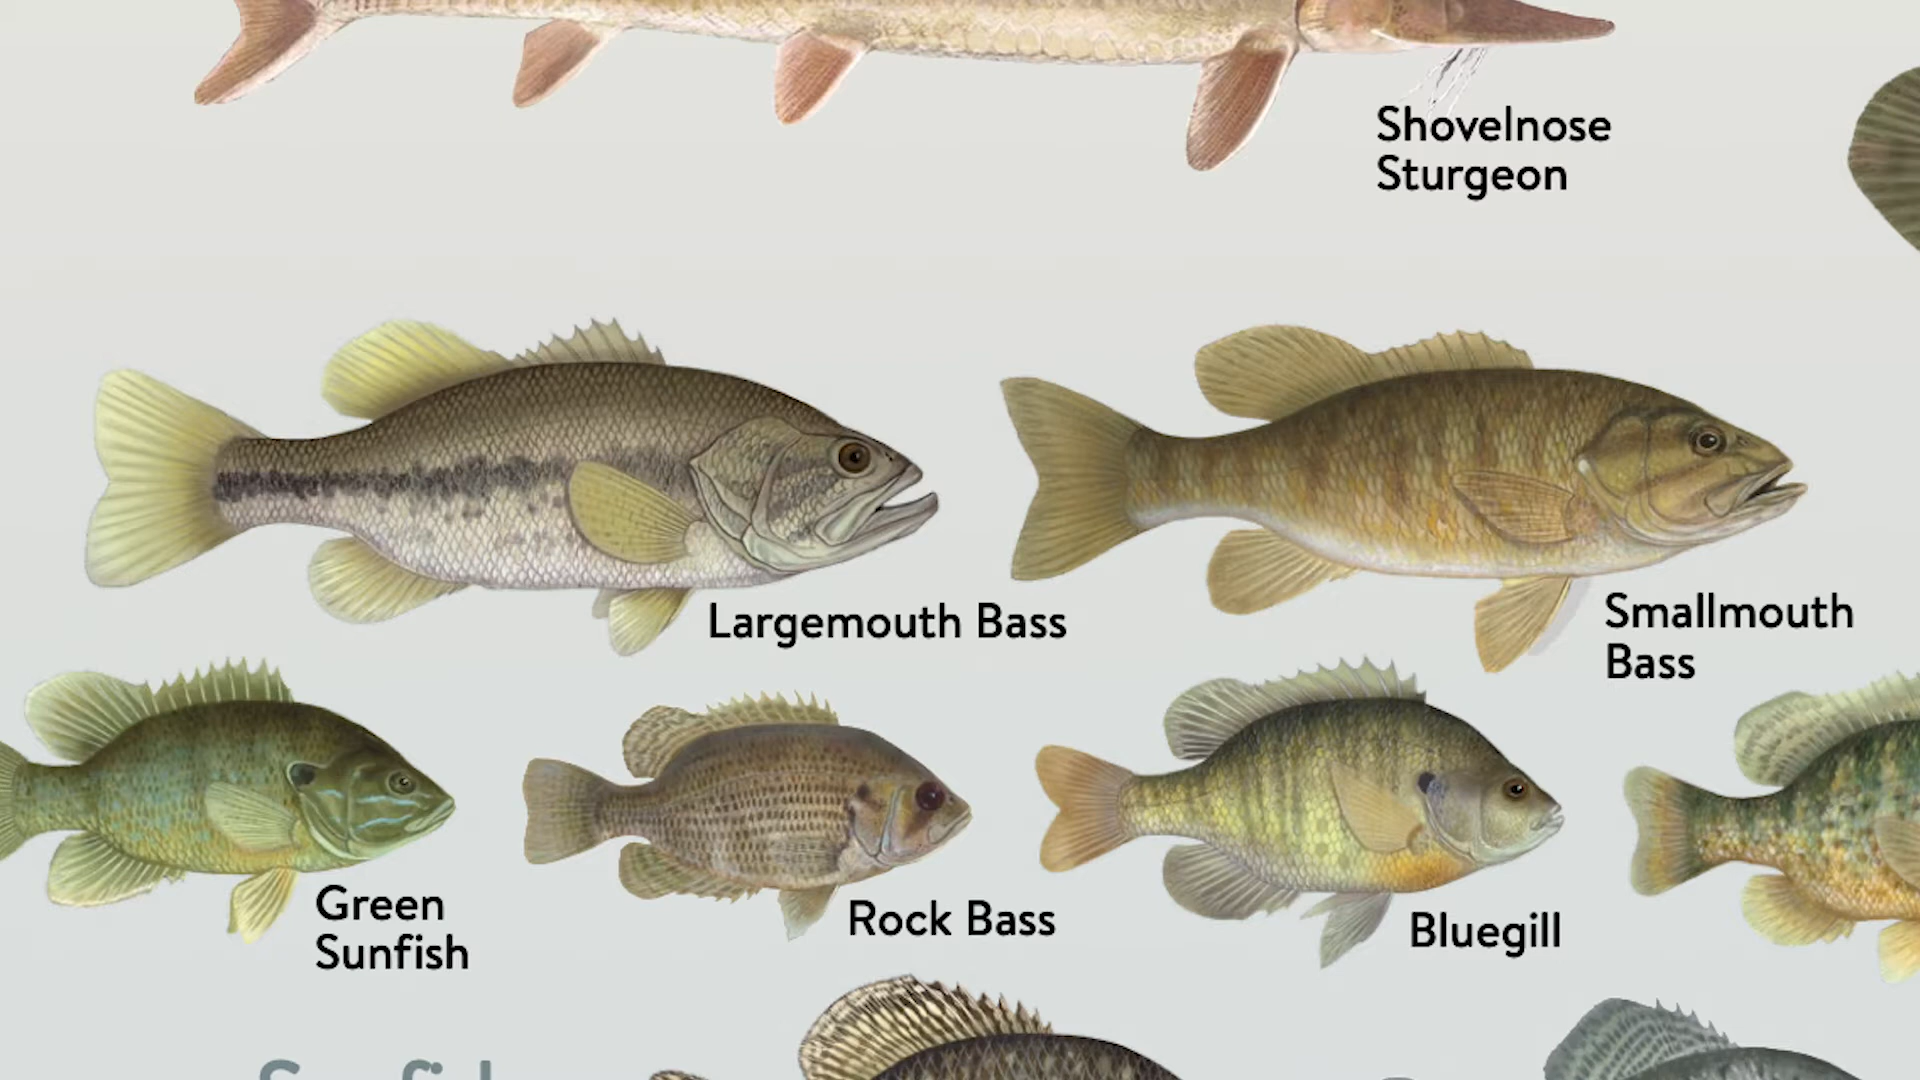 Shovelnose
Sturgeon
Largemouth Bass
Smallmouth
Bass
Green
Sunfish
Rock Bass
Bluegill